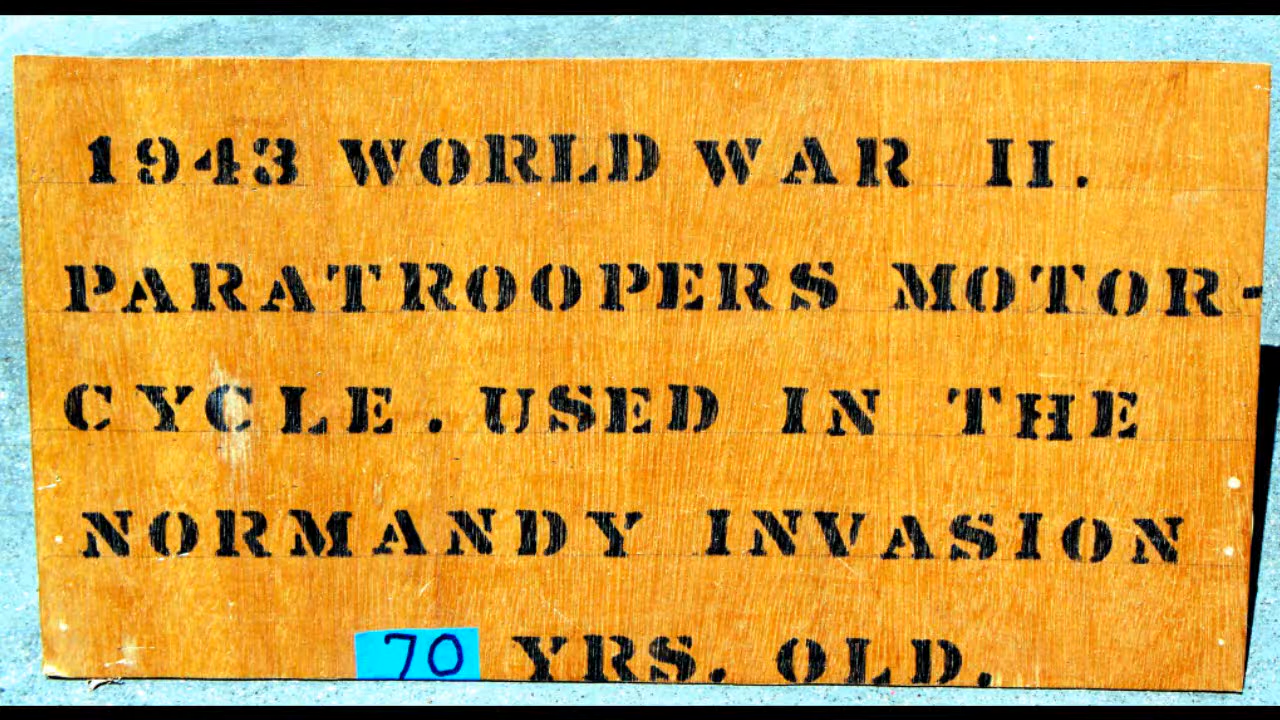 1943 WORLD WAR II.
PARATROOPERS MOTOR-
CYCLE. USED IN THE
NORMANDY INVASION
70 YRS. OLD.